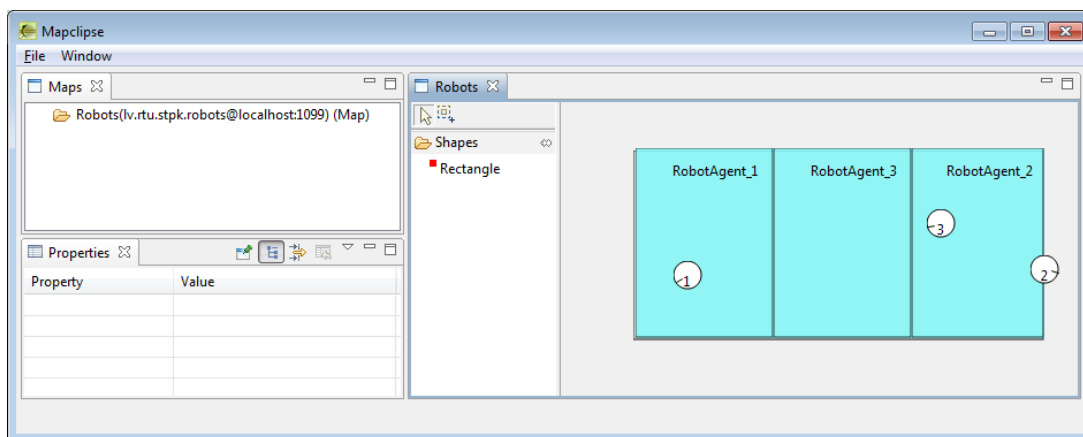 Mapclipse
File Window
Maps
Robots(lv.rtu.stpk.robots@localhost:1099) (Map)
Properties
Property Value
Robots
Shapes
Rectangle
RobotAgent_1 RobotAgent_3 RobotAgent_2
3
1 2